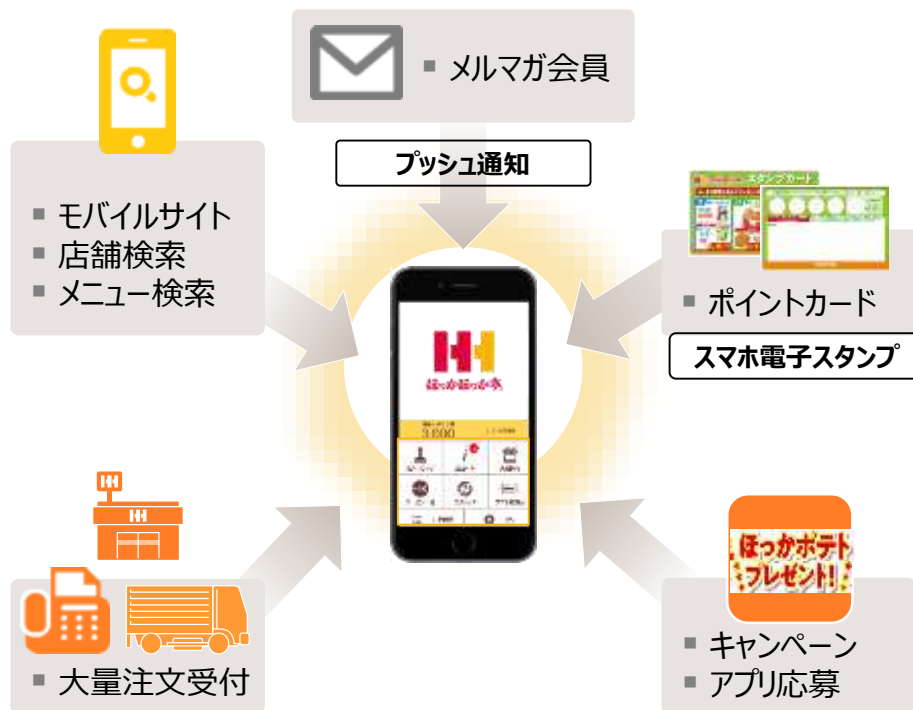 メルマガ会員
プッシュ通知
モバイルサイト
店舗検索
メニュー検索
スタンプカード
ポイントカード
スマホ電子スタンプ
ほっかほっか亭
3,800
ほっかポテト
プレゼント!
大量注文受付
キャンペーン
アプリ応募